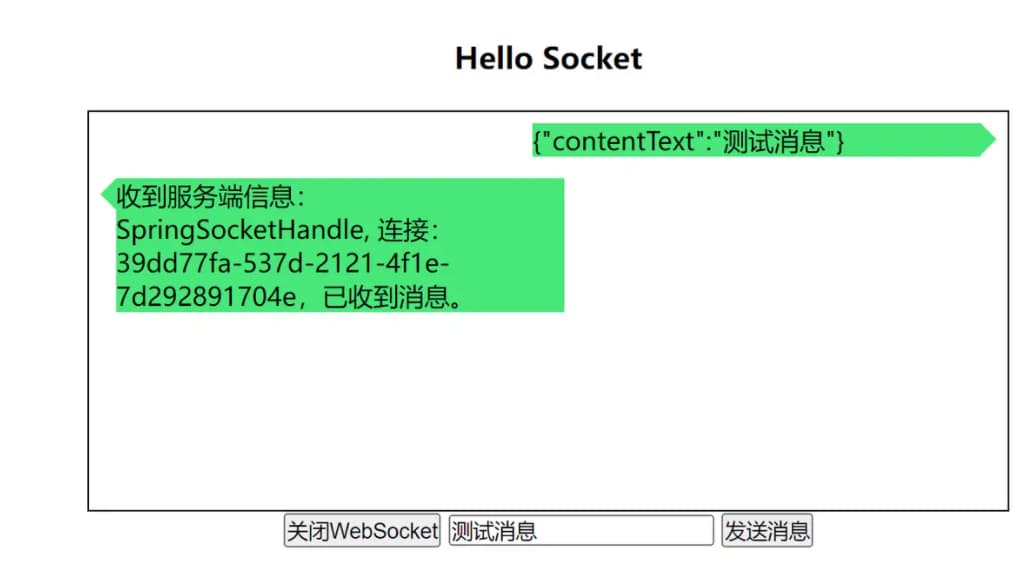 Hello Socket
{"contentText":"测试消息"}
收到服务端信息：
SpringSocketHandle, 连接：
39dd77fa-537d-2121-4f1e-
7d292891704e，已收到消息。
关闭WebSocket 测试消息 发送消息